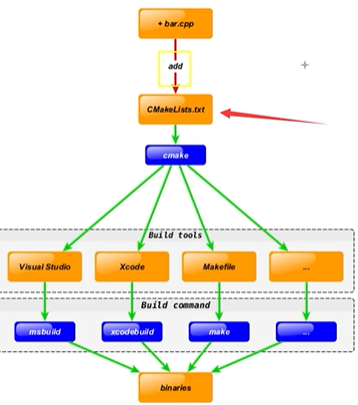 + bar.cpp
add
CMakeLists.txt
cmake
Build tools
Visual Studio
Xcode
Makefile
...
Build command
msbuild
xcodebuild
make
...
binaries